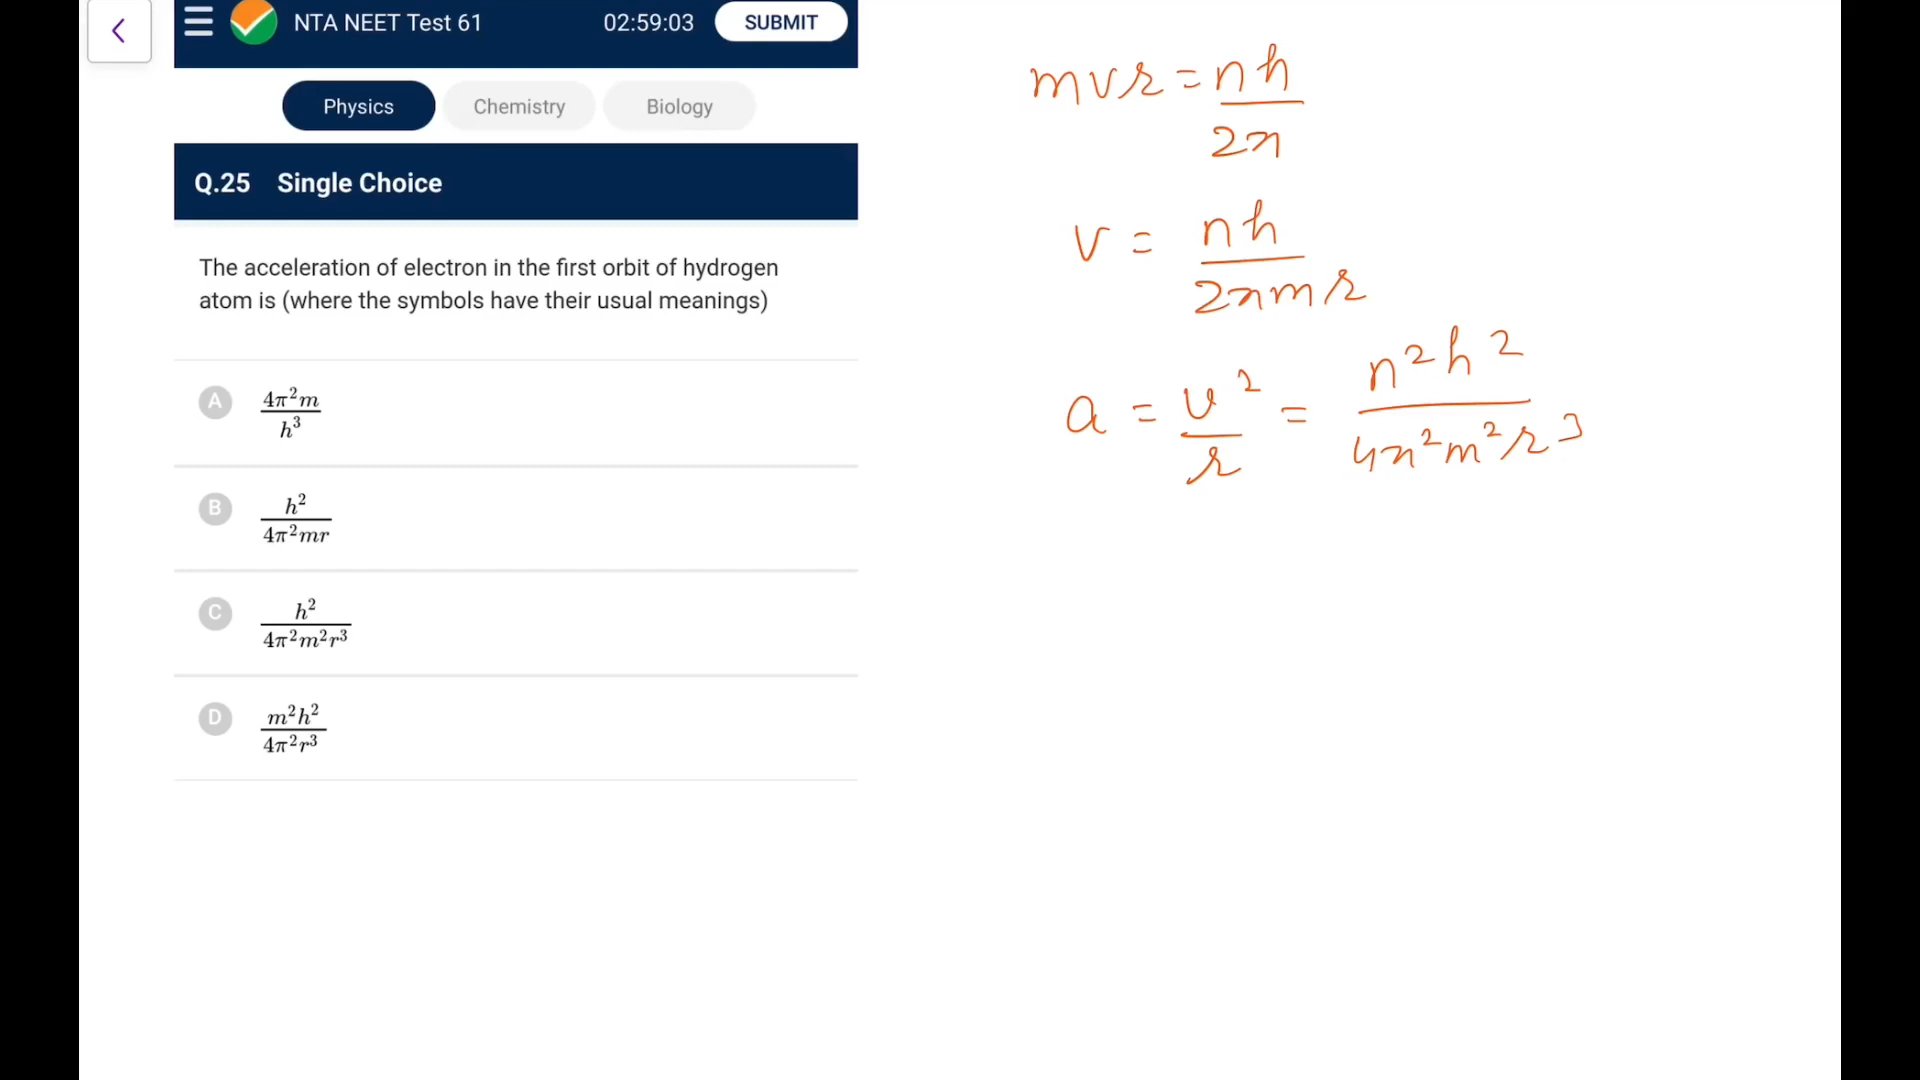 NTA NEET Test 61 02:59:03 SUBMIT
Physics Chemistry Biology
Q.25 Single Choice
The acceleration of electron in the first orbit of hydrogen
atom is (where the symbols have their usual meanings)
A 4π²m / h³
B h² / 4π²mr
C h² / 4π²m²r³
D m²h² / 4π²r³
mvr = nh / 2π
v = nh / 2πmr
a = v² / r = n²h² / 4π²m²r³